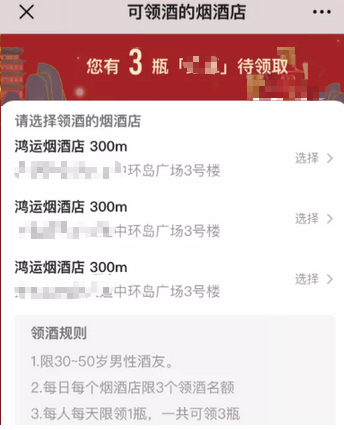 可领酒的烟酒店
您有 3 瓶「」待领取
请选择领酒的烟酒店
鸿运烟酒店 300m
选择
中环岛广场3号楼
鸿运烟酒店 300m
选择
中环岛广场3号楼
鸿运烟酒店 300m
选择
中环岛广场3号楼
领酒规则
1.限30~50岁男性酒友。
2.每日每个烟酒店限3个领酒名额
3.每人每天限领1瓶，一共可领3瓶